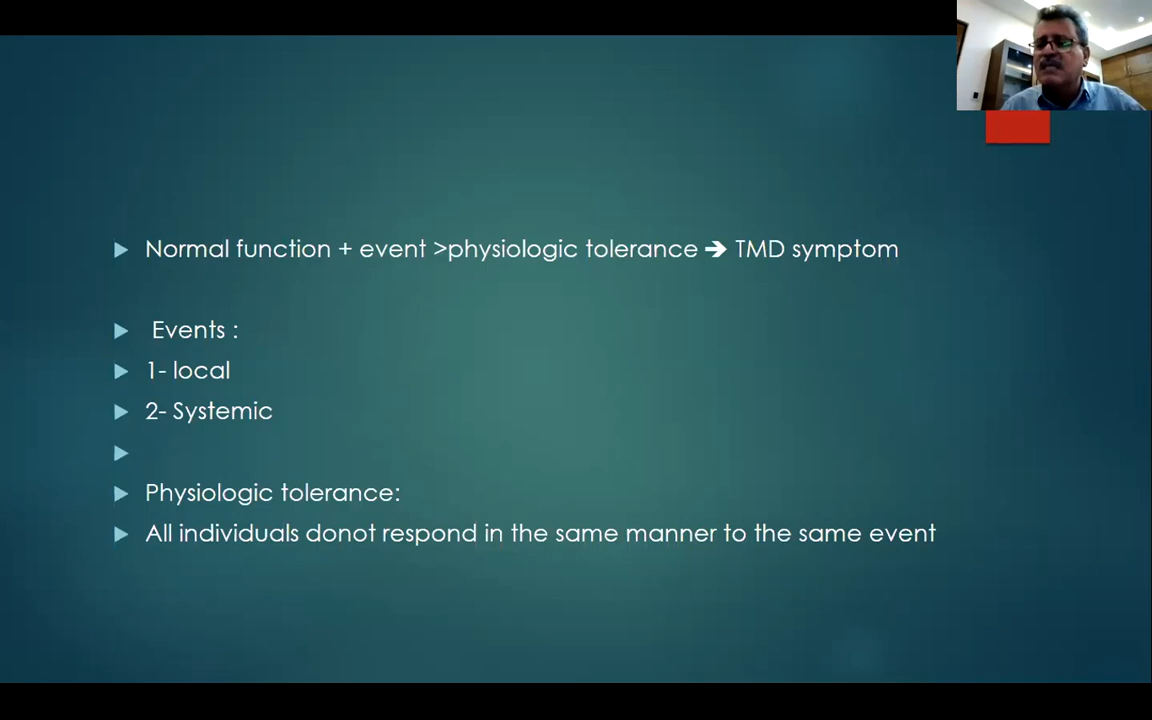 Normal function + event >physiologic tolerance ➔ TMD symptom
Events :
1- local
2- Systemic
Physiologic tolerance:
All individuals donot respond in the same manner to the same event